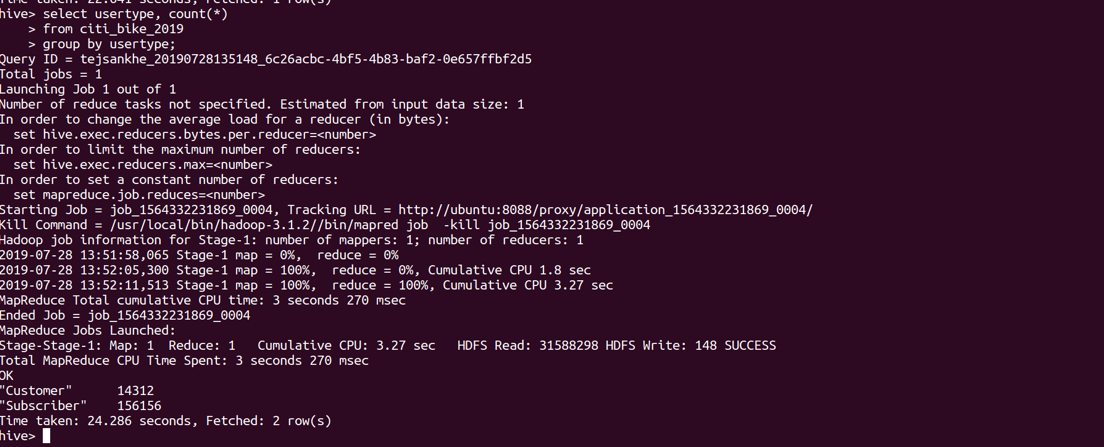 Time taken: 22.041 seconds, Fetched: 1 row(s)
hive> select usertype, count(*)
    > from citi_bike_2019
    > group by usertype;
Query ID = tejsankhe_20190728135148_6c26acbc-4bf5-4b83-baf2-0e657ffbf2d5
Total jobs = 1
Launching Job 1 out of 1
Number of reduce tasks not specified. Estimated from input data size: 1
In order to change the average load for a reducer (in bytes):
  set hive.exec.reducers.bytes.per.reducer=<number>
In order to limit the maximum number of reducers:
  set hive.exec.reducers.max=<number>
In order to set a constant number of reducers:
  set mapreduce.job.reduces=<number>
Starting Job = job_1564332231869_0004, Tracking URL = http://ubuntu:8088/proxy/application_1564332231869_0004/
Kill Command = /usr/local/bin/hadoop-3.1.2//bin/mapred job  -kill job_1564332231869_0004
Hadoop job information for Stage-1: number of mappers: 1; number of reducers: 1
2019-07-28 13:51:58,065 Stage-1 map = 0%,  reduce = 0%
2019-07-28 13:52:05,300 Stage-1 map = 100%,  reduce = 0%, Cumulative CPU 1.8 sec
2019-07-28 13:52:11,513 Stage-1 map = 100%,  reduce = 100%, Cumulative CPU 3.27 sec
MapReduce Total cumulative CPU time: 3 seconds 270 msec
Ended Job = job_1564332231869_0004
MapReduce Jobs Launched:
Stage-Stage-1: Map: 1  Reduce: 1   Cumulative CPU: 3.27 sec   HDFS Read: 31588298 HDFS Write: 148 SUCCESS
Total MapReduce CPU Time Spent: 3 seconds 270 msec
OK
"Customer"	14312
"Subscriber"	156156
Time taken: 24.286 seconds, Fetched: 2 row(s)
hive>